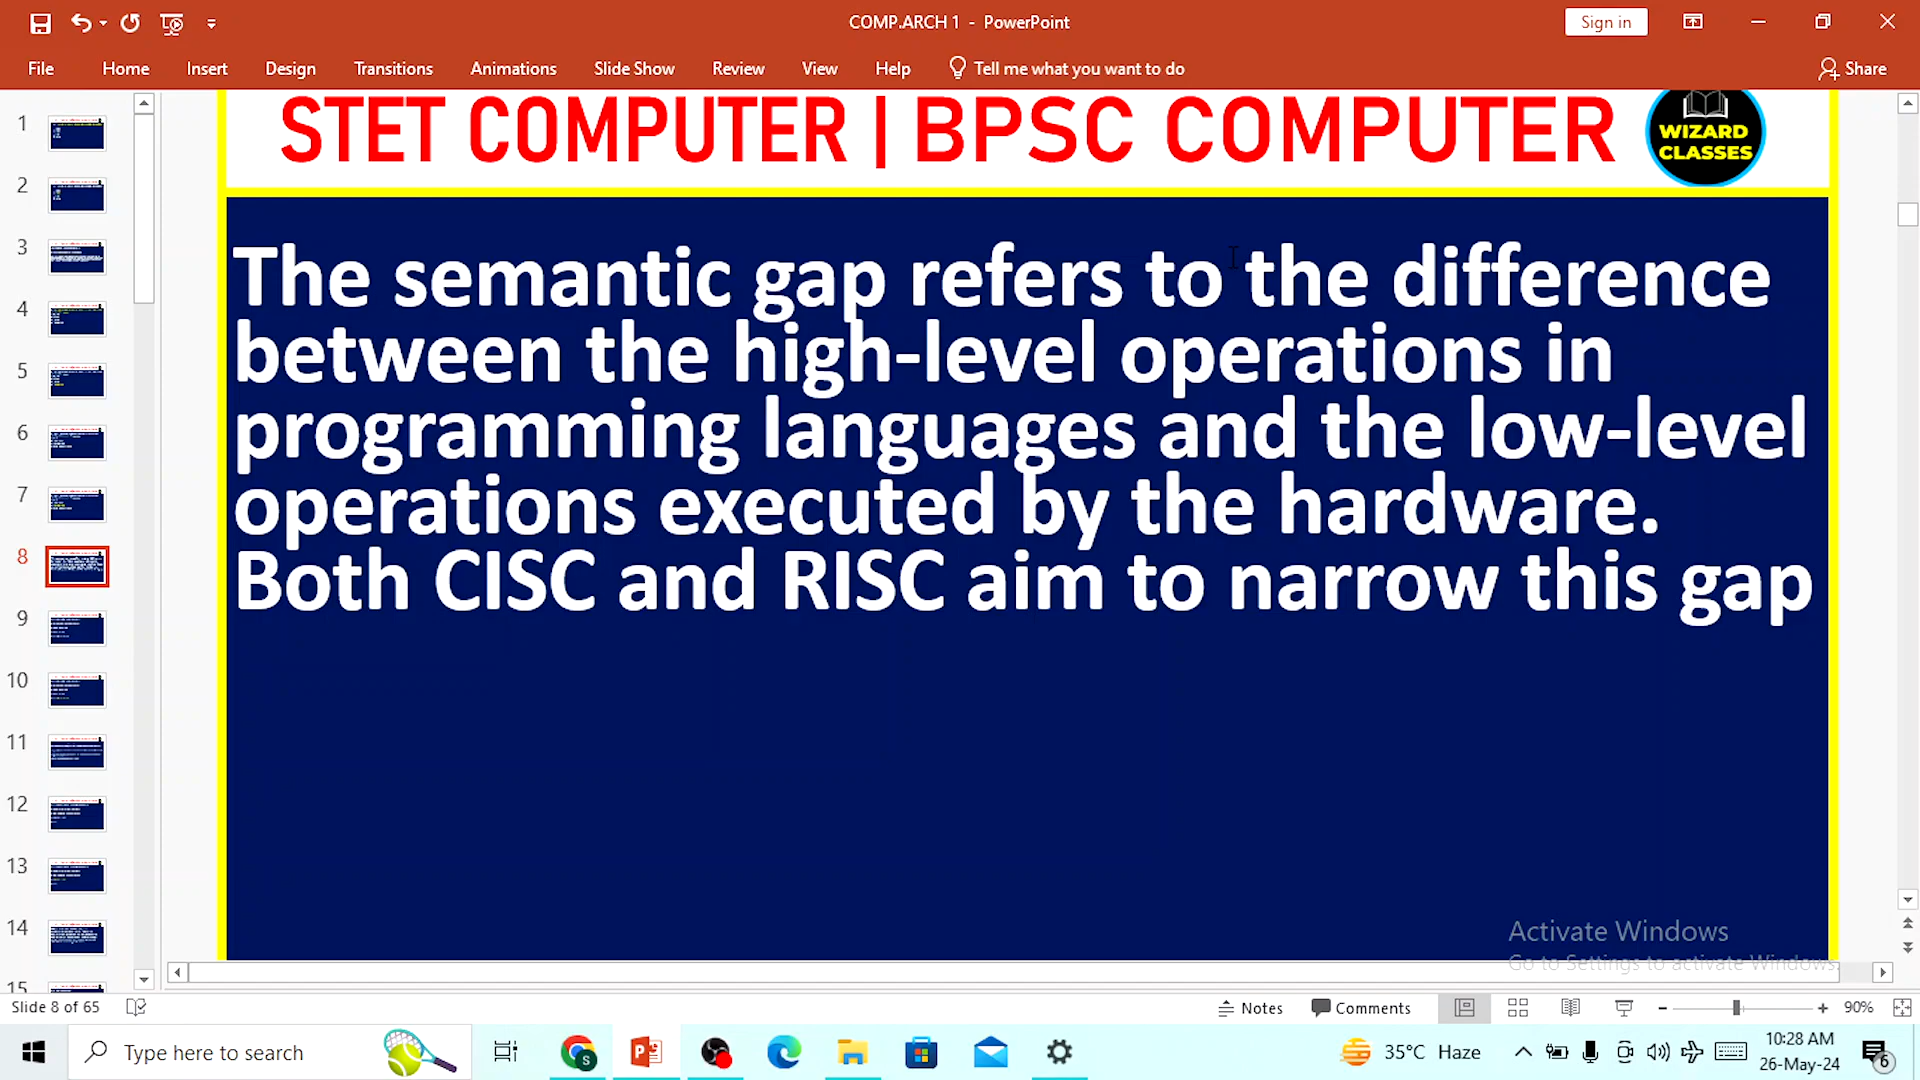 COMP.ARCH 1 - PowerPoint
Sign in
File Home Insert Design Transitions Animations Slide Show Review View Help Tell me what you want to do Share
STET COMPUTER | BPSC COMPUTER
WIZARD
CLASSES
The semantic gap refers to the difference
between the high-level operations in
programming languages and the low-level
operations executed by the hardware.
Both CISC and RISC aim to narrow this gap
1
2
3
4
5
6
7
8
9
10
11
12
13
14
15
Activate Windows
Go to Settings to activate Windows.
Slide 8 of 65 Notes Comments 90%
Type here to search 35°C Haze 10:28 AM
26-May-24
6